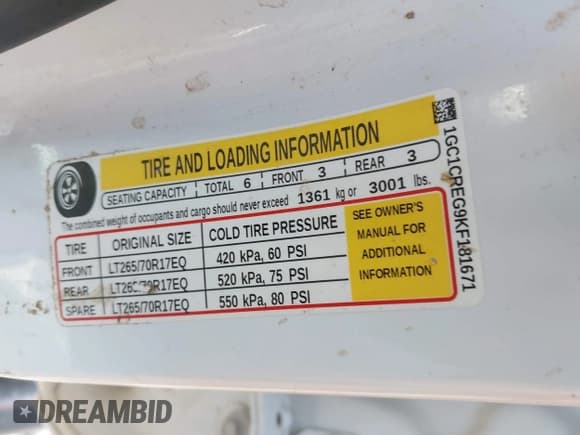 TIRE AND LOADING INFORMATION
SEATING CAPACITY TOTAL 6 FRONT 3 REAR 3
The combined weight of occupants and cargo should never exceed 1361 kg or 3001 lbs.
TIRE ORIGINAL SIZE COLD TIRE PRESSURE
FRONT LT265/70R17EQ 420 kPa, 60 PSI
REAR LT265/70R17EQ 520 kPa, 75 PSI
SPARE LT265/70R17EQ 550 kPa, 80 PSI
SEE OWNER'S
MANUAL FOR
ADDITIONAL
INFORMATION
1GC1CREG9KF181671
DREAMBID